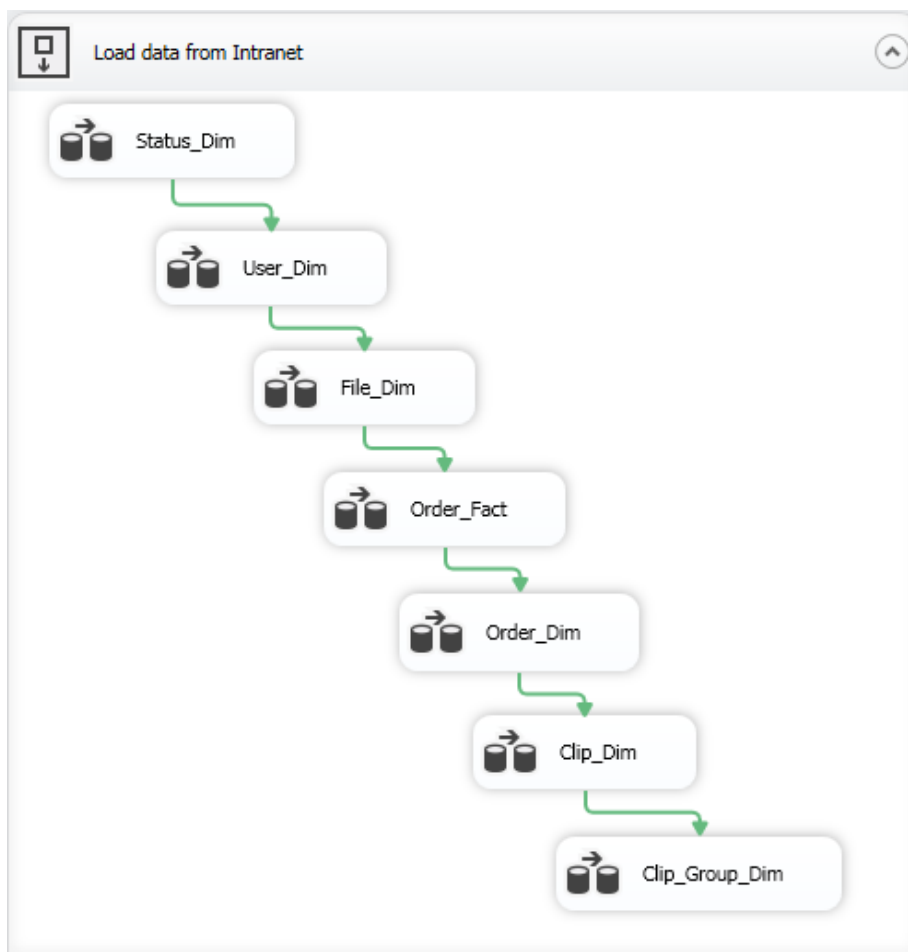 Load data from Intranet
Status_Dim
User_Dim
File_Dim
Order_Fact
Order_Dim
Clip_Dim
Clip_Group_Dim